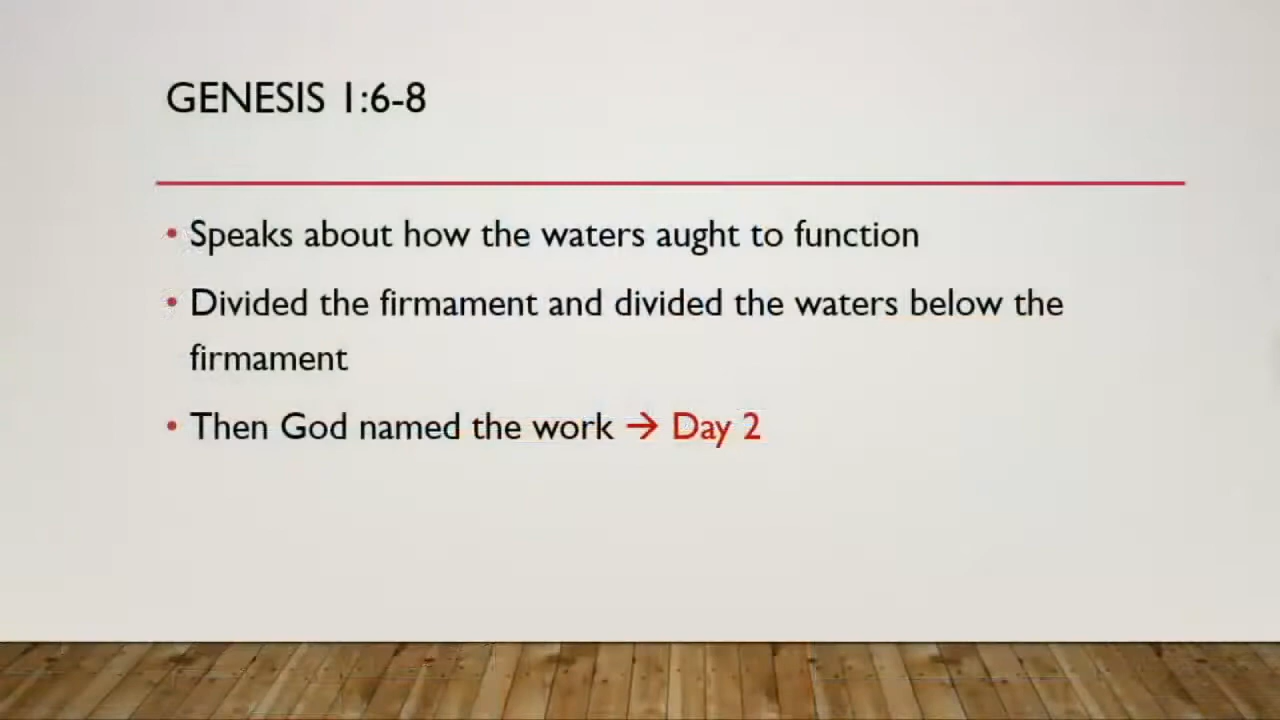 GENESIS 1:6-8
• Speaks about how the waters aught to function
• Divided the firmament and divided the waters below the
firmament
• Then God named the work → Day 2